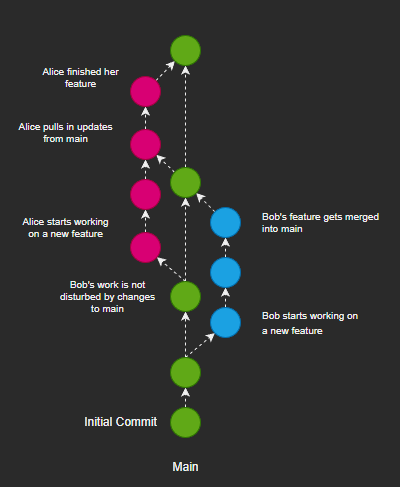 Alice finished her
feature
Alice pulls in updates
from main
Bob's feature gets merged
into main
Alice starts working
on a new feature
Bob's work is not
disturbed by changes
to main
Bob starts working on
a new feature
Initial Commit
Main